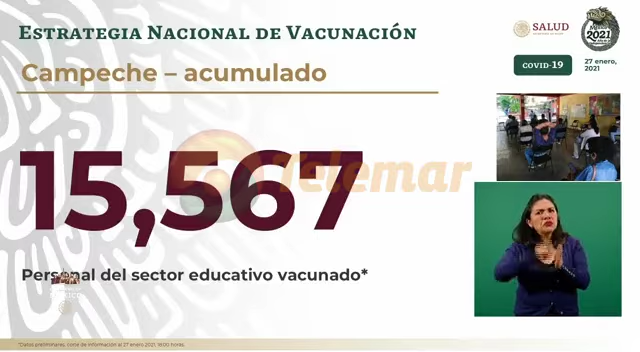 ESTRATEGIA NACIONAL DE VACUNACIÓN
SALUD
2021
COVID-19
27 enero,
2021
Campeche – acumulado
15,567
Telemar
Personal del sector educativo vacunado*
*Datos preliminares, corte de información al 27 enero 2021, 18:00 horas.